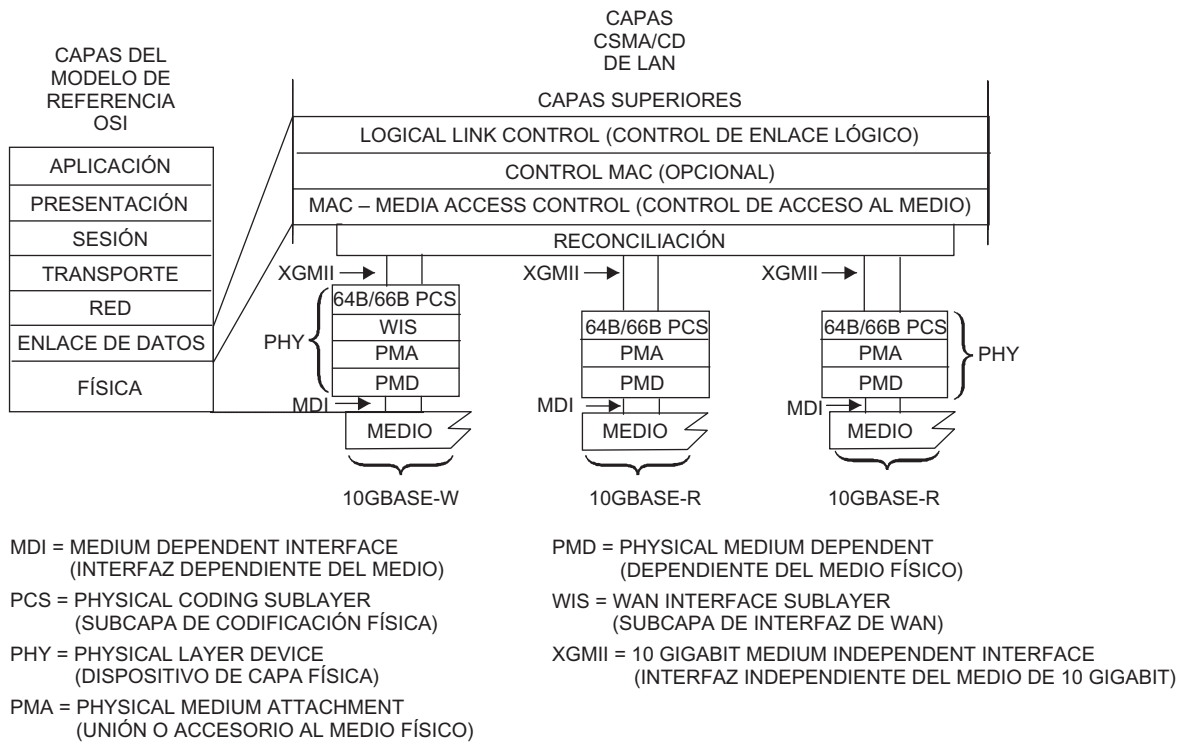 CAPAS DEL
MODELO DE
REFERENCIA
OSI
APLICACIÓN
PRESENTACIÓN
SESIÓN
TRANSPORTE
RED
ENLACE DE DATOS
FÍSICA
CAPAS
CSMA/CD
DE LAN
CAPAS SUPERIORES
LOGICAL LINK CONTROL (CONTROL DE ENLACE LÓGICO)
CONTROL MAC (OPCIONAL)
MAC – MEDIA ACCESS CONTROL (CONTROL DE ACCESO AL MEDIO)
RECONCILIACIÓN
XGMII
64B/66B PCS
WIS
PMA
PMD
PHY
MDI
MEDIO
10GBASE-W
XGMII
64B/66B PCS
PMA
PMD
MDI
MEDIO
10GBASE-R
XGMII
64B/66B PCS
PMA
PMD
PHY
MDI
MEDIO
10GBASE-R
MDI = MEDIUM DEPENDENT INTERFACE
(INTERFAZ DEPENDIENTE DEL MEDIO)
PCS = PHYSICAL CODING SUBLAYER
(SUBCAPA DE CODIFICACIÓN FÍSICA)
PHY = PHYSICAL LAYER DEVICE
(DISPOSITIVO DE CAPA FÍSICA)
PMA = PHYSICAL MEDIUM ATTACHMENT
(UNIÓN O ACCESORIO AL MEDIO FÍSICO)
PMD = PHYSICAL MEDIUM DEPENDENT
(DEPENDIENTE DEL MEDIO FÍSICO)
WIS = WAN INTERFACE SUBLAYER
(SUBCAPA DE INTERFAZ DE WAN)
XGMII = 10 GIGABIT MEDIUM INDEPENDENT INTERFACE
(INTERFAZ INDEPENDIENTE DEL MEDIO DE 10 GIGABIT)